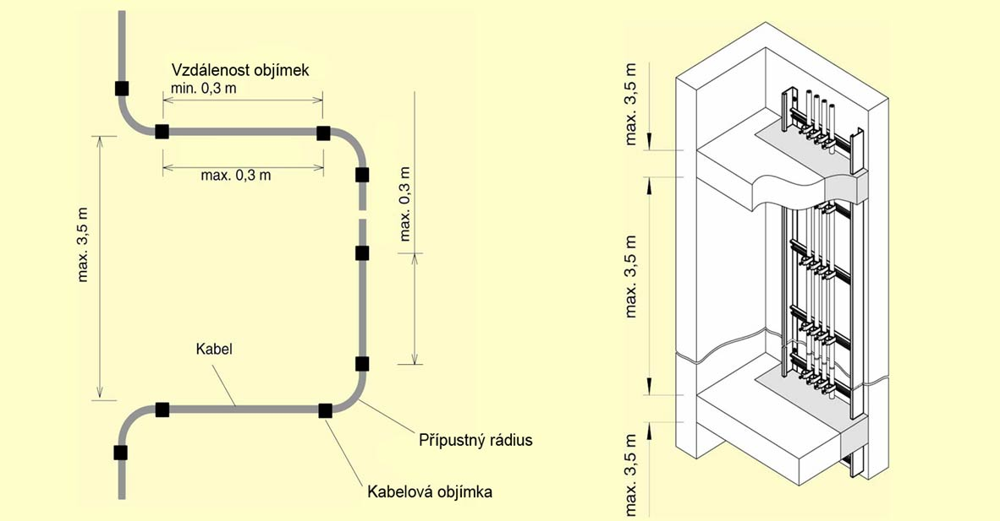 Vzdálenost objímek
min. 0,3 m
max. 0,3 m
max. 3,5 m
max. 0,3 m
Kabel
Přípustný rádius
Kabelová objímka
max. 3,5 m
max. 3,5 m
max. 3,5 m